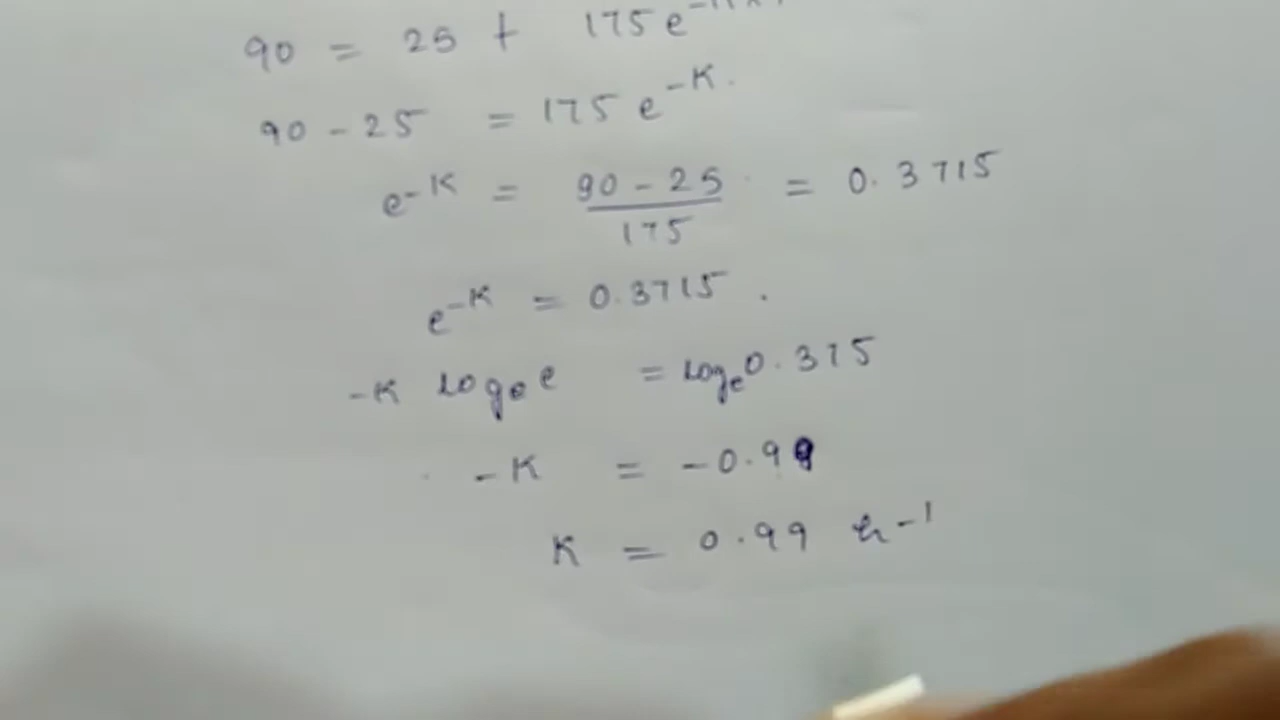 90 = 25 + 175 e
90 - 25 = 175 e^-K.
e^-K = 90 - 25 / 175 = 0.3715
e^-K = 0.3715 .
-K Log_e e = Log_e 0.375
-K = -0.99
K = 0.99 h^-1